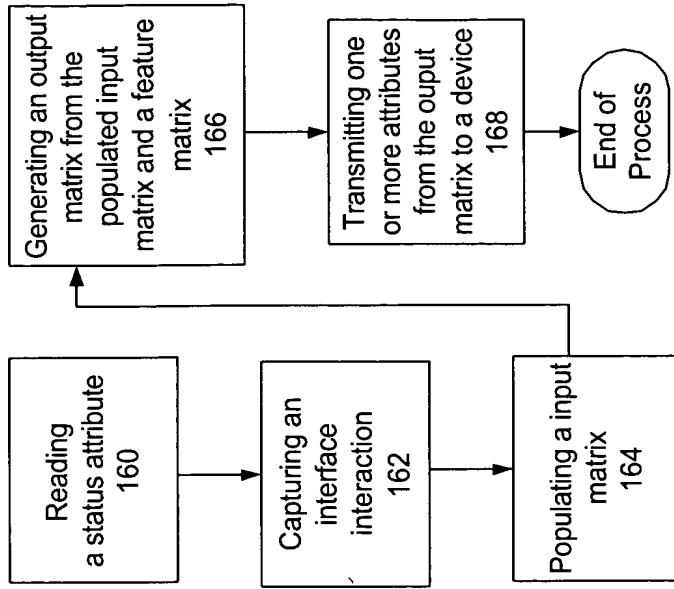 Reading
a status attribute
160
Capturing an
interface
interaction
162
Populating a input
matrix
164
Generating an output
matrix from the
populated input
matrix and a feature
matrix
166
Transmitting one
or more attributes
from the ouput
matrix to a device
168
End of
Process